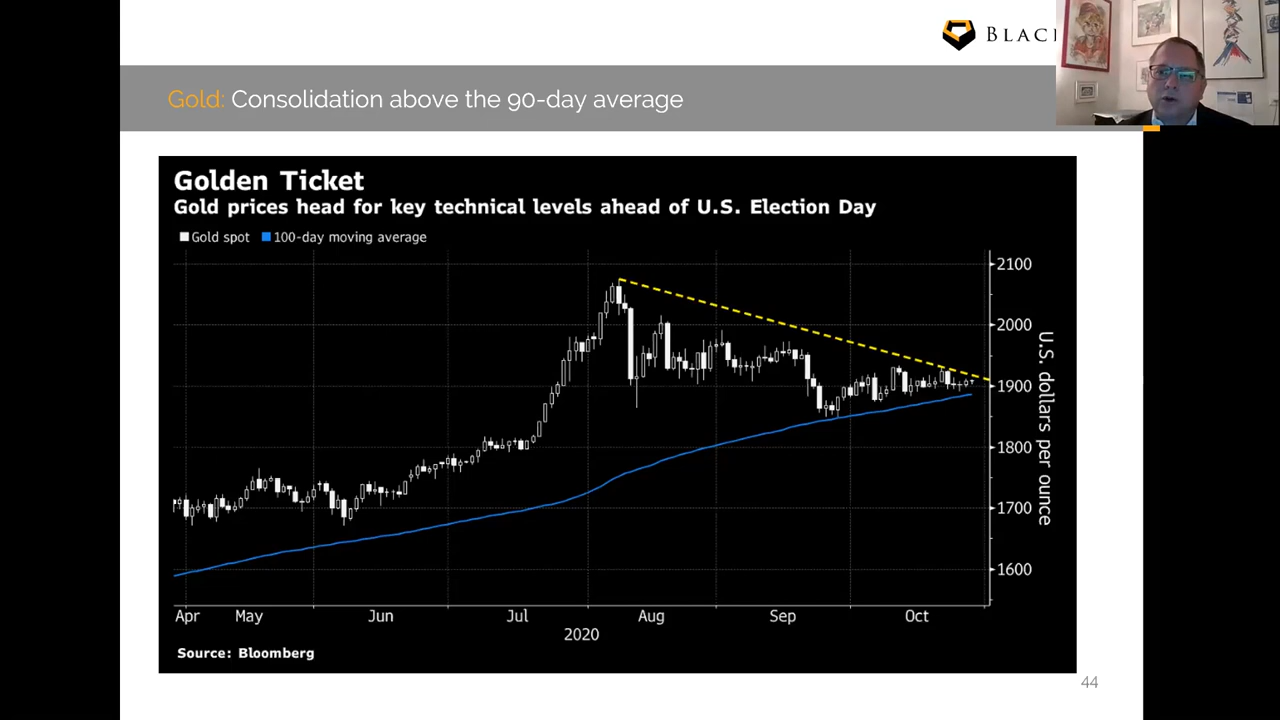 BLAC
Gold: Consolidation above the 90-day average
Golden Ticket
Gold prices head for key technical levels ahead of U.S. Election Day
Gold spot 100-day moving average
2100
2000
1900
1800
1700
1600
U.S. dollars per ounce
Apr May Jun Jul Aug Sep Oct
2020
Source: Bloomberg
44